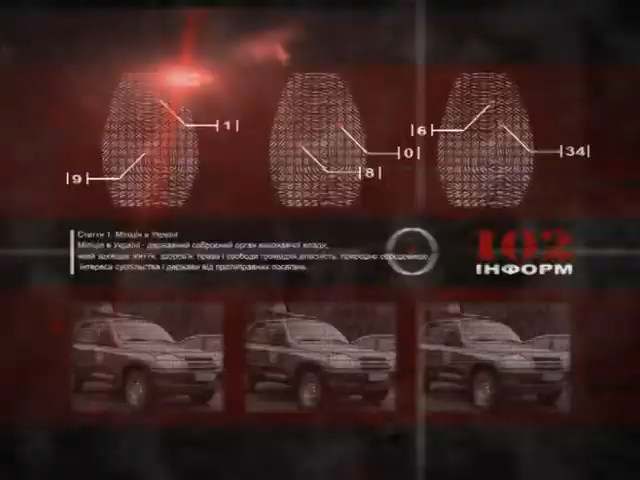 1
9
0
8
6
34
Стаття 1. Міліція в Україні
Міліція в Україні - державний озброєний орган виконавчої влади,
який захищає життя, здоров'я, права і свободи громадян, власність, природне середовище,
інтереси суспільства і держави від протиправних посягань.
102
ІНФОРМ